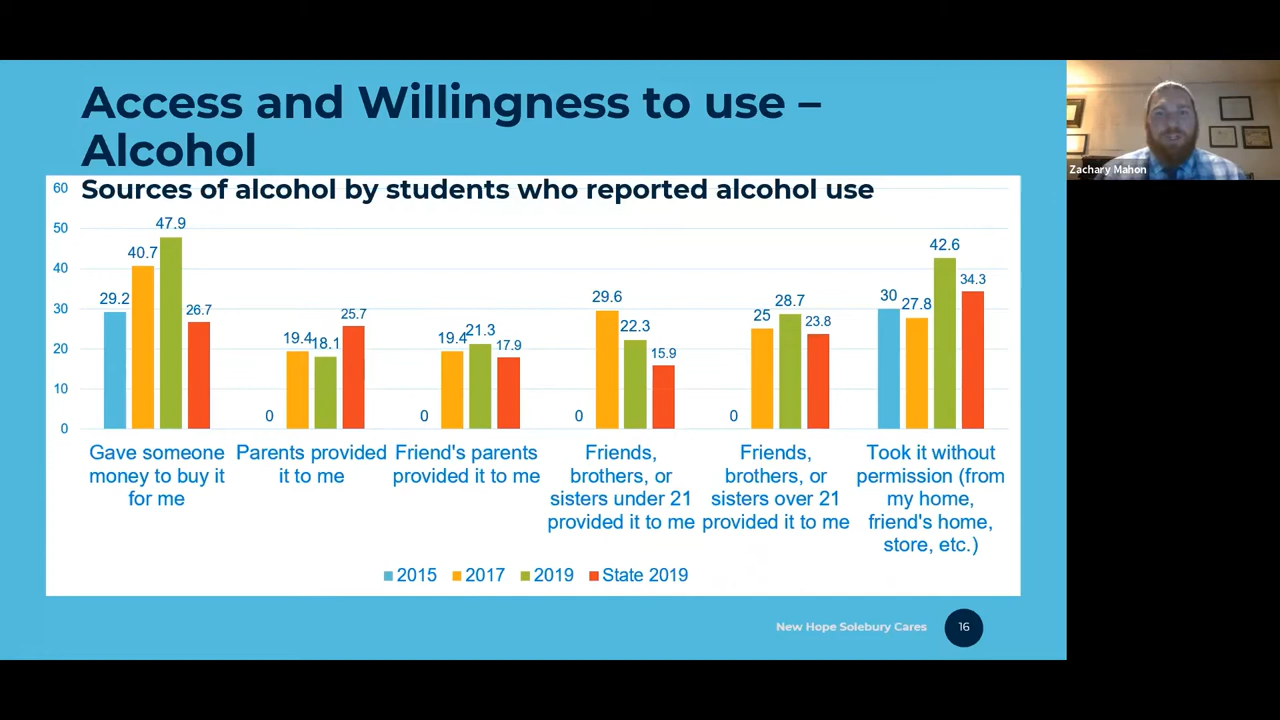 Access and Willingness to use –
Alcohol
Sources of alcohol by students who reported alcohol use
60
50
40
30
20
10
0
29.2
40.7
47.9
26.7
0
19.4
18.1
25.7
0
19.4
21.3
17.9
0
29.6
22.3
15.9
0
25
28.7
23.8
30
27.8
42.6
34.3
Gave someone
money to buy it
for me
Parents provided
it to me
Friend's parents
provided it to me
Friends,
brothers, or
sisters under 21
provided it to me
Friends,
brothers, or
sisters over 21
provided it to me
Took it without
permission (from
my home,
friend's home,
store, etc.)
2015
2017
2019
State 2019
New Hope Solebury Cares
16
Zachary Mahon